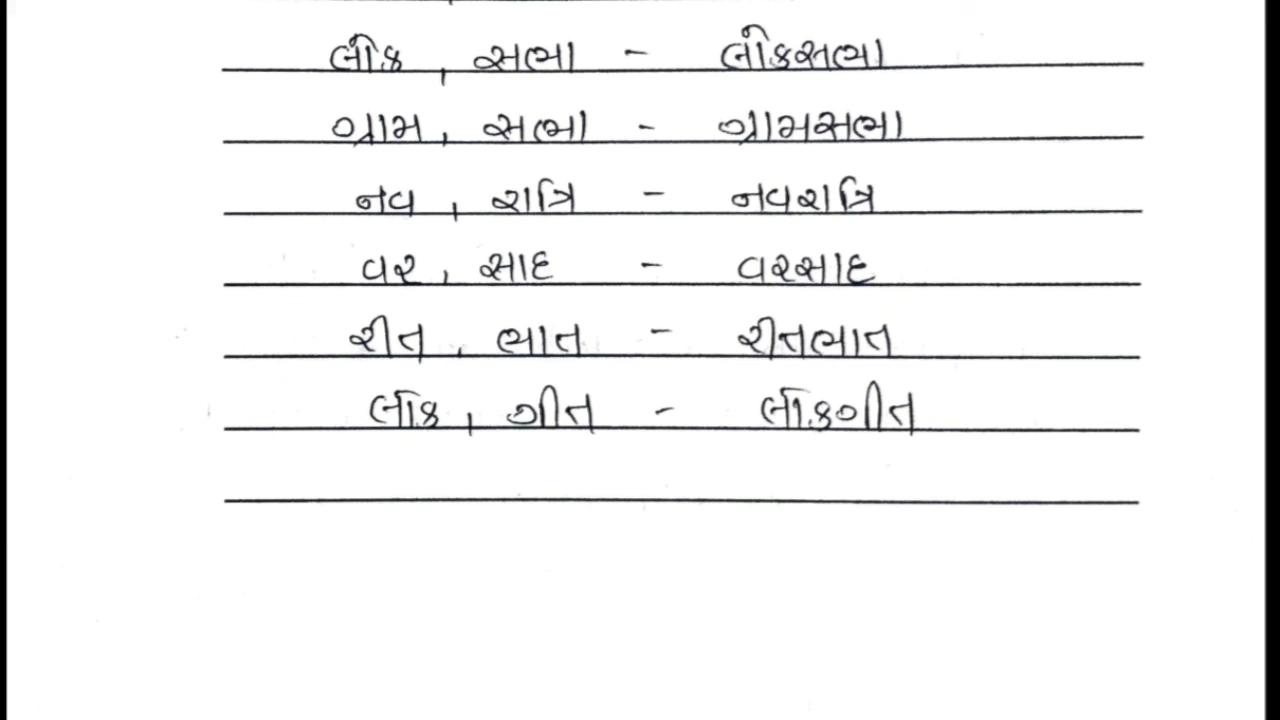 લોક , સભા - લોકસભા
ગ્રામ , સભા - ગ્રામસભા
નવ , રાત્રિ - નવરાત્રિ
વર , સાદ - વરસાદ
રીત , ભાત - રીતભાત
લોક , ગીત - લોકગીત